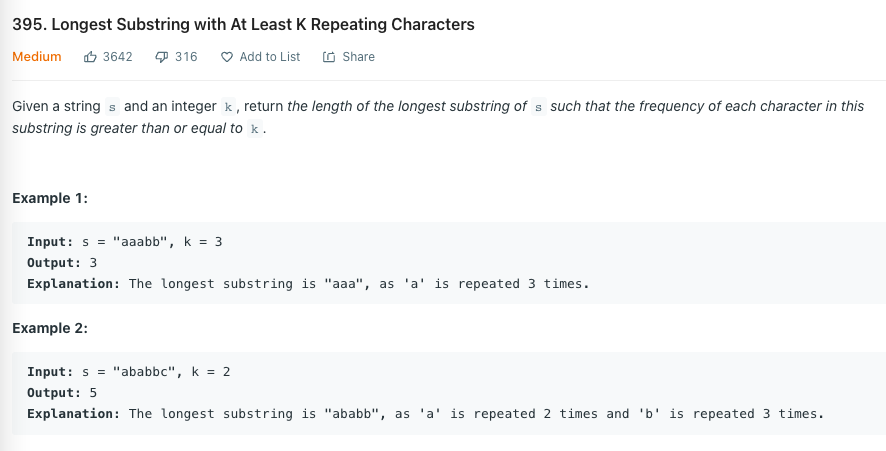 395. Longest Substring with At Least K Repeating Characters
Medium 3642 316 Add to List Share
Given a string s and an integer k, return the length of the longest substring of s such that the frequency of each character in this
substring is greater than or equal to k.
Example 1:
Input: s = "aaabb", k = 3
Output: 3
Explanation: The longest substring is "aaa", as 'a' is repeated 3 times.
Example 2:
Input: s = "ababbc", k = 2
Output: 5
Explanation: The longest substring is "ababb", as 'a' is repeated 2 times and 'b' is repeated 3 times.